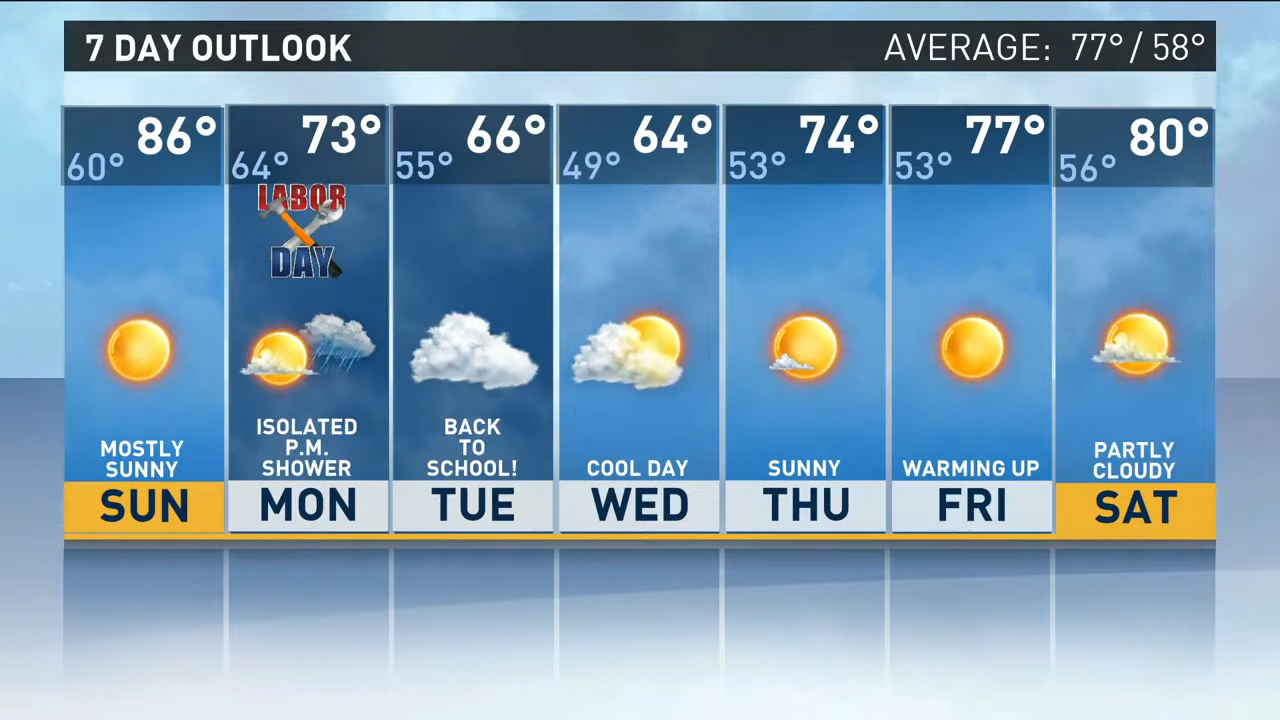 7 DAY OUTLOOK
AVERAGE: 77° / 58°
86°
60°
MOSTLY
SUNNY
SUN
73°
64°
LABOR
DAY
ISOLATED
P.M.
SHOWER
MON
66°
55°
BACK
TO
SCHOOL!
TUE
64°
49°
COOL DAY
WED
74°
53°
SUNNY
THU
77°
53°
WARMING UP
FRI
80°
56°
PARTLY
CLOUDY
SAT